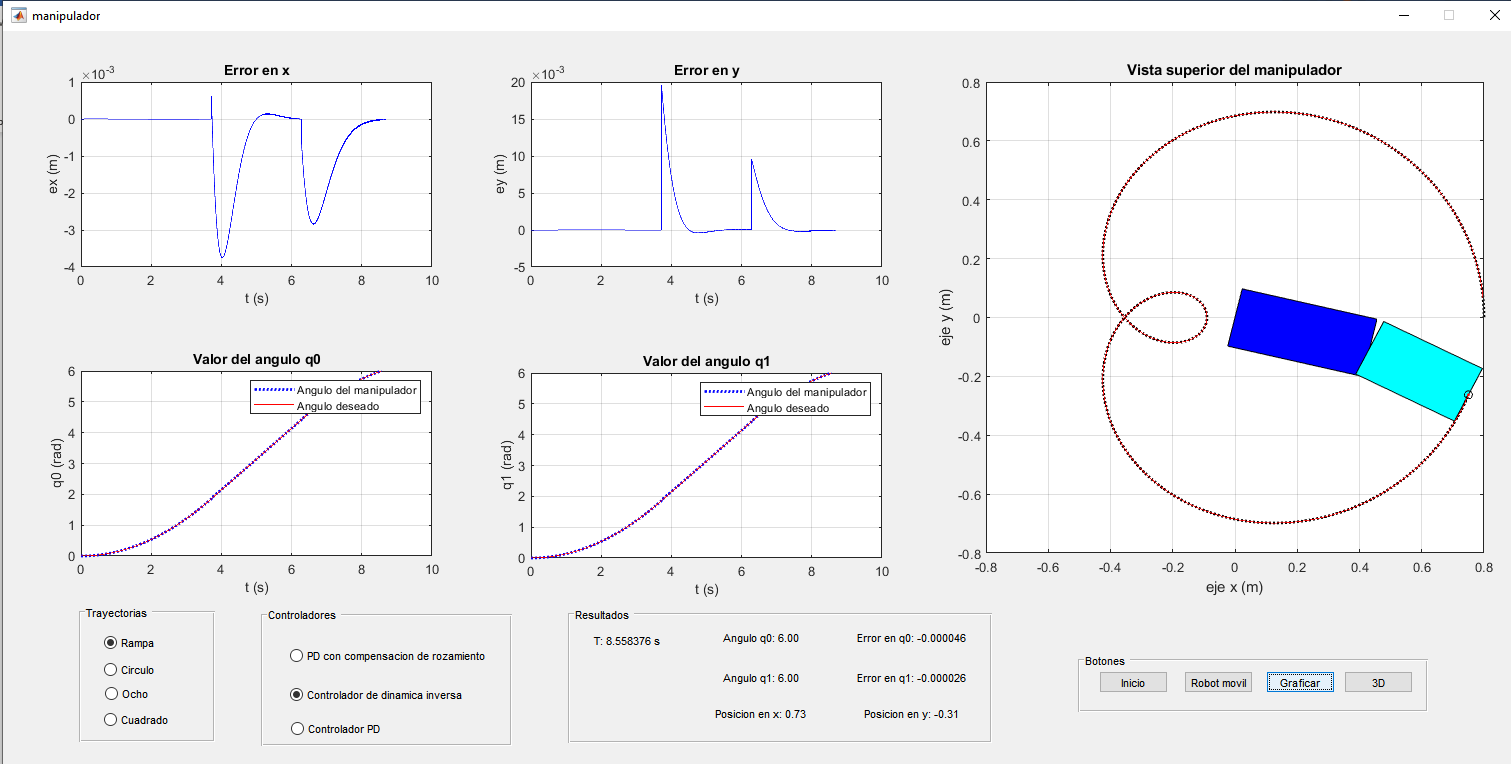 manipulador
Error en x
×10-3
1
0
-1
-2
-3
-4
ex (m)
0 2 4 6 8 10
t (s)
Error en y
×10-3
20
15
10
5
0
-5
ey (m)
0 2 4 6 8 10
t (s)
Vista superior del manipulador
0.8
0.6
0.4
0.2
0
-0.2
-0.4
-0.6
-0.8
eje y (m)
-0.8 -0.6 -0.4 -0.2 0 0.2 0.4 0.6 0.8
eje x (m)
Valor del angulo q0
6
5
4
3
2
1
0
q0 (rad)
Angulo del manipulador
Angulo deseado
0 2 4 6 8 10
t (s)
Valor del angulo q1
6
5
4
3
2
1
0
q1 (rad)
Angulo del manipulador
Angulo deseado
0 2 4 6 8 10
t (s)
Trayectorias
Rampa
Circulo
Ocho
Cuadrado
Controladores
PD con compensacion de rozamiento
Controlador de dinamica inversa
Controlador PD
Resultados
T: 8.558376 s
Angulo q0: 6.00
Error en q0: -0.000046
Angulo q1: 6.00
Error en q1: -0.000026
Posicion en x: 0.73
Posicion en y: -0.31
Botones
Inicio
Robot movil
Graficar
3D